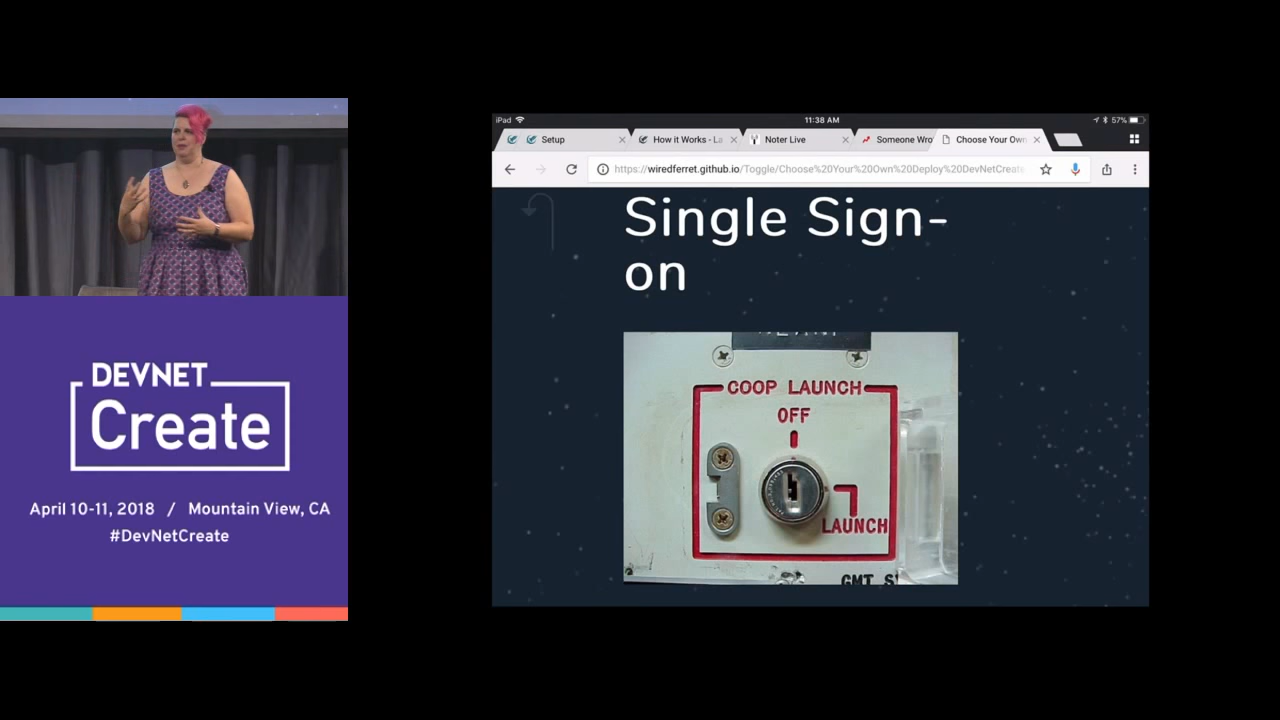 DEVNET
Create
April 10-11, 2018 / Mountain View, CA
#DevNetCreate
iPad
11:38 AM
57%
Setup
How it Works - La
Noter Live
Someone Wro
Choose Your Own
https://wiredferret.github.io/Toggle/Choose%20Your%20Own%20Deploy%20DevNetCreate
Single Sign-
on
COOP LAUNCH
OFF
LAUNCH
GMT